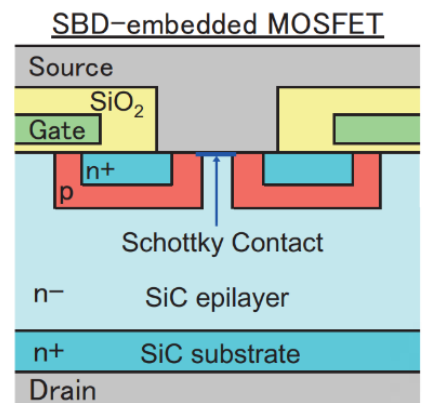 SBD-embedded MOSFET
Source
SiO₂
Gate
n+
p
Schottky Contact
n− SiC epilayer
n+ SiC substrate
Drain